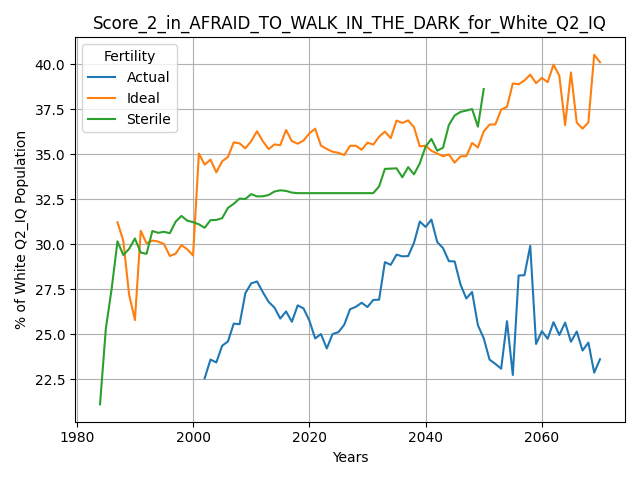 Score_2_in_AFRAID_TO_WALK_IN_THE_DARK_for_White_Q2_IQ
Fertility
Actual
Ideal
Sterile
% of White Q2_IQ Population
40.0
37.5
35.0
32.5
30.0
27.5
25.0
22.5
1980
2000
2020
2040
2060
Years